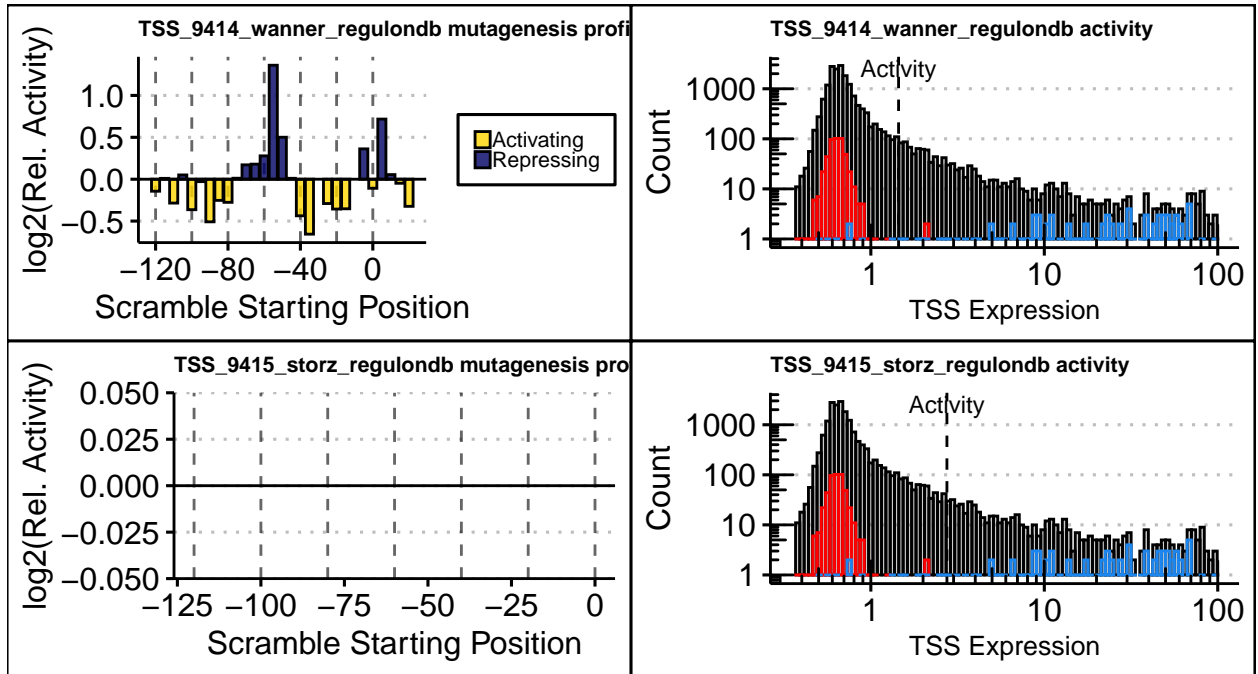 TSS_9414_wanner_regulondb mutagenesis profi
log2(Rel. Activity)
1.0
0.5
0.0
−0.5
−120
−80
−40
0
Scramble Starting Position
Activating
Repressing
TSS_9414_wanner_regulondb activity
Activity
Count
1000
100
10
1
1
10
100
TSS Expression
TSS_9415_storz_regulondb mutagenesis pro
log2(Rel. Activity)
0.050
0.025
0.000
−0.025
−0.050
−125
−100
−75
−50
−25
0
Scramble Starting Position
TSS_9415_storz_regulondb activity
Activity
Count
1000
100
10
1
1
10
100
TSS Expression